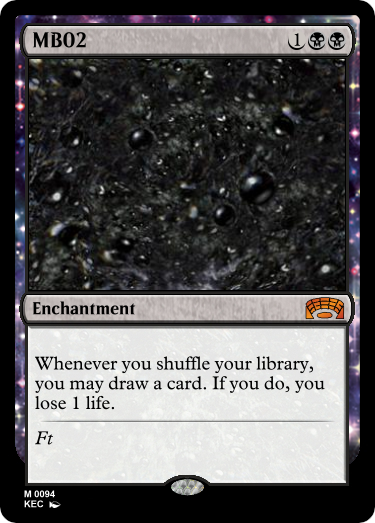 MB02
1
Enchantment
Whenever you shuffle your library,
you may draw a card. If you do, you
lose 1 life.
Ft
M 0094
KEC